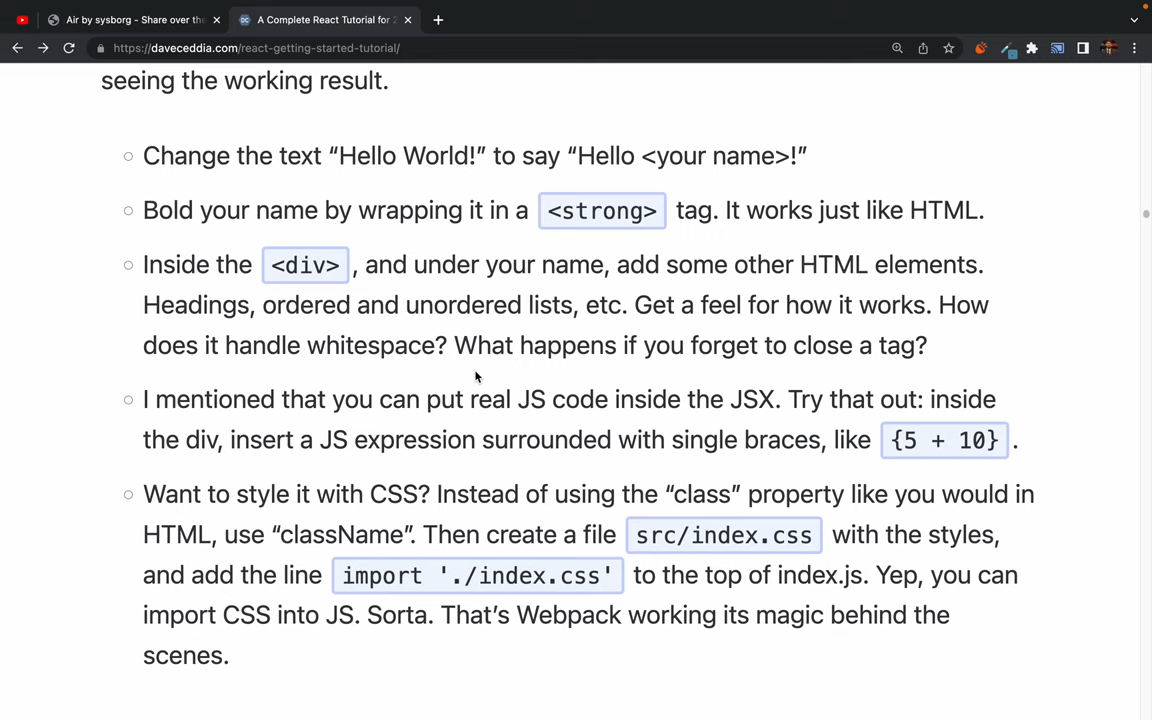 Air by sysborg - Share over the
A Complete React Tutorial for 2
https://daveceddia.com/react-getting-started-tutorial/
seeing the working result.
Change the text “Hello World!” to say “Hello <your name>!”
Bold your name by wrapping it in a <strong> tag. It works just like HTML.
Inside the <div> , and under your name, add some other HTML elements.
Headings, ordered and unordered lists, etc. Get a feel for how it works. How
does it handle whitespace? What happens if you forget to close a tag?
I mentioned that you can put real JS code inside the JSX. Try that out: inside
the div, insert a JS expression surrounded with single braces, like {5 + 10} .
Want to style it with CSS? Instead of using the “class” property like you would in
HTML, use “className”. Then create a file src/index.css with the styles,
and add the line import './index.css' to the top of index.js. Yep, you can
import CSS into JS. Sorta. That’s Webpack working its magic behind the
scenes.